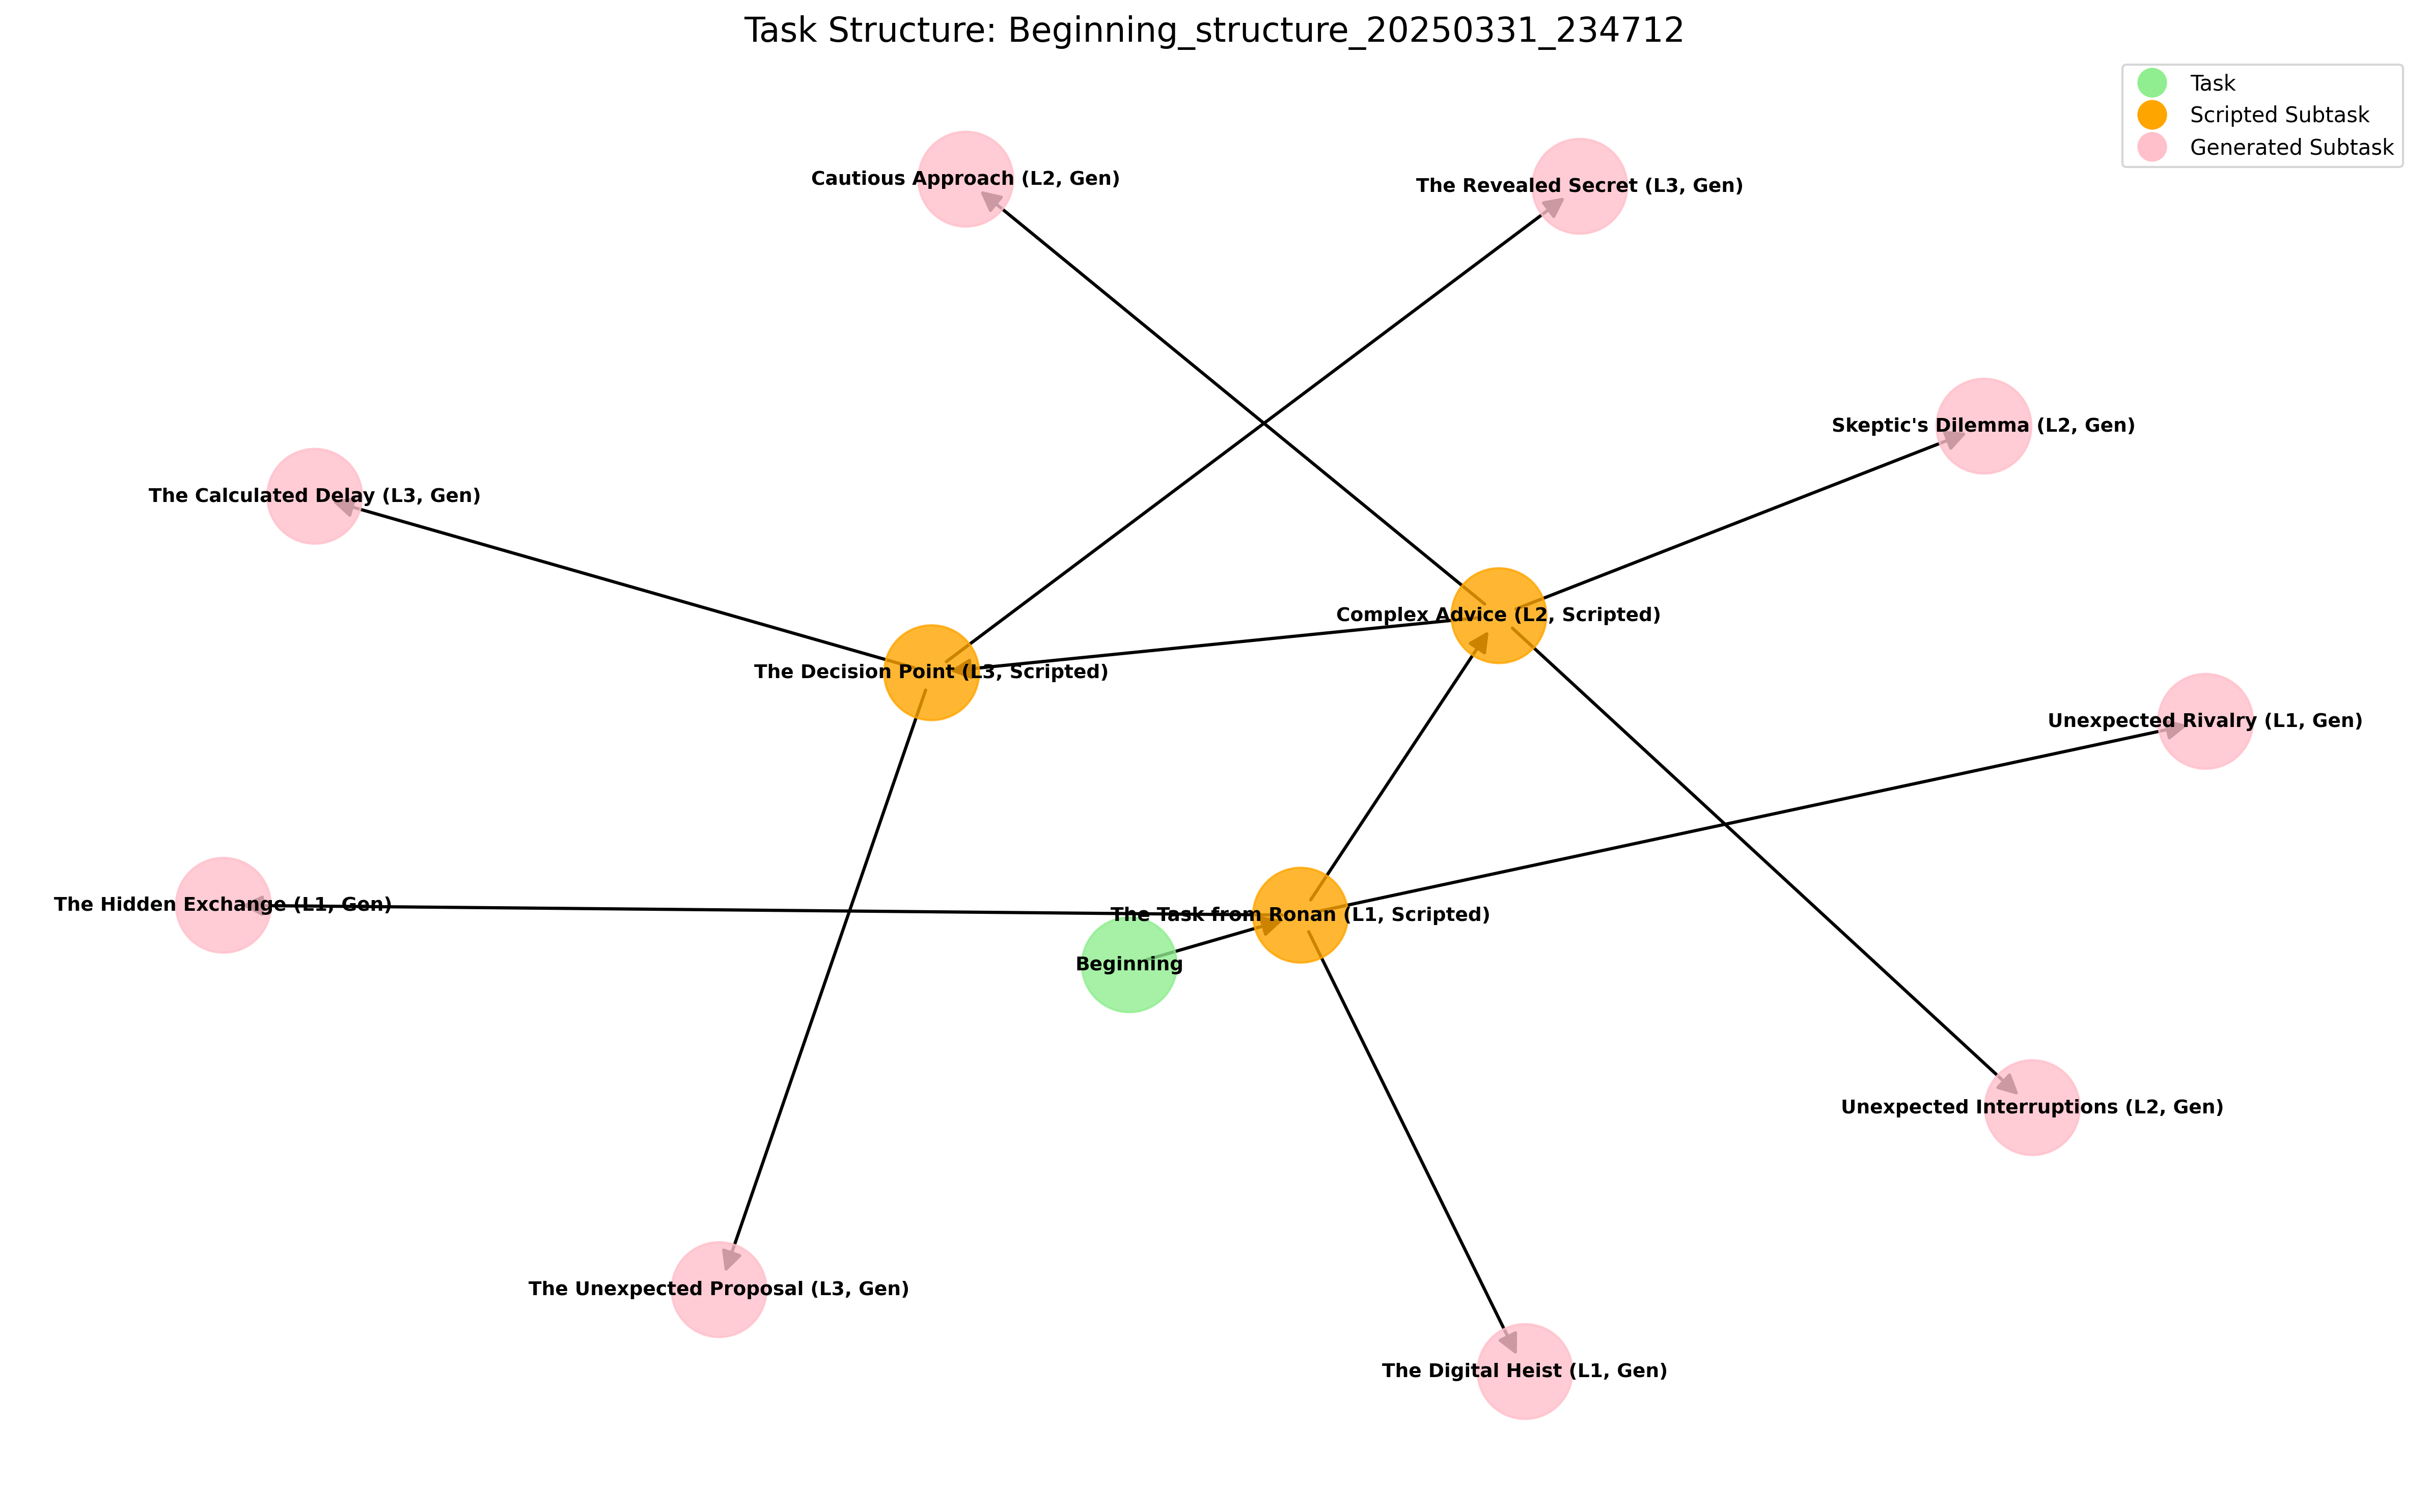 Task Structure: Beginning_structure_20250331_234712
Task
Scripted Subtask
Generated Subtask
Cautious Approach (L2, Gen)
The Revealed Secret (L3, Gen)
Skeptic's Dilemma (L2, Gen)
The Calculated Delay (L3, Gen)
Complex Advice (L2, Scripted)
The Decision Point (L3, Scripted)
Unexpected Rivalry (L1, Gen)
The Hidden Exchange (L1, Gen)
The Task from Ronan (L1, Scripted)
Beginning
Unexpected Interruptions (L2, Gen)
The Unexpected Proposal (L3, Gen)
The Digital Heist (L1, Gen)